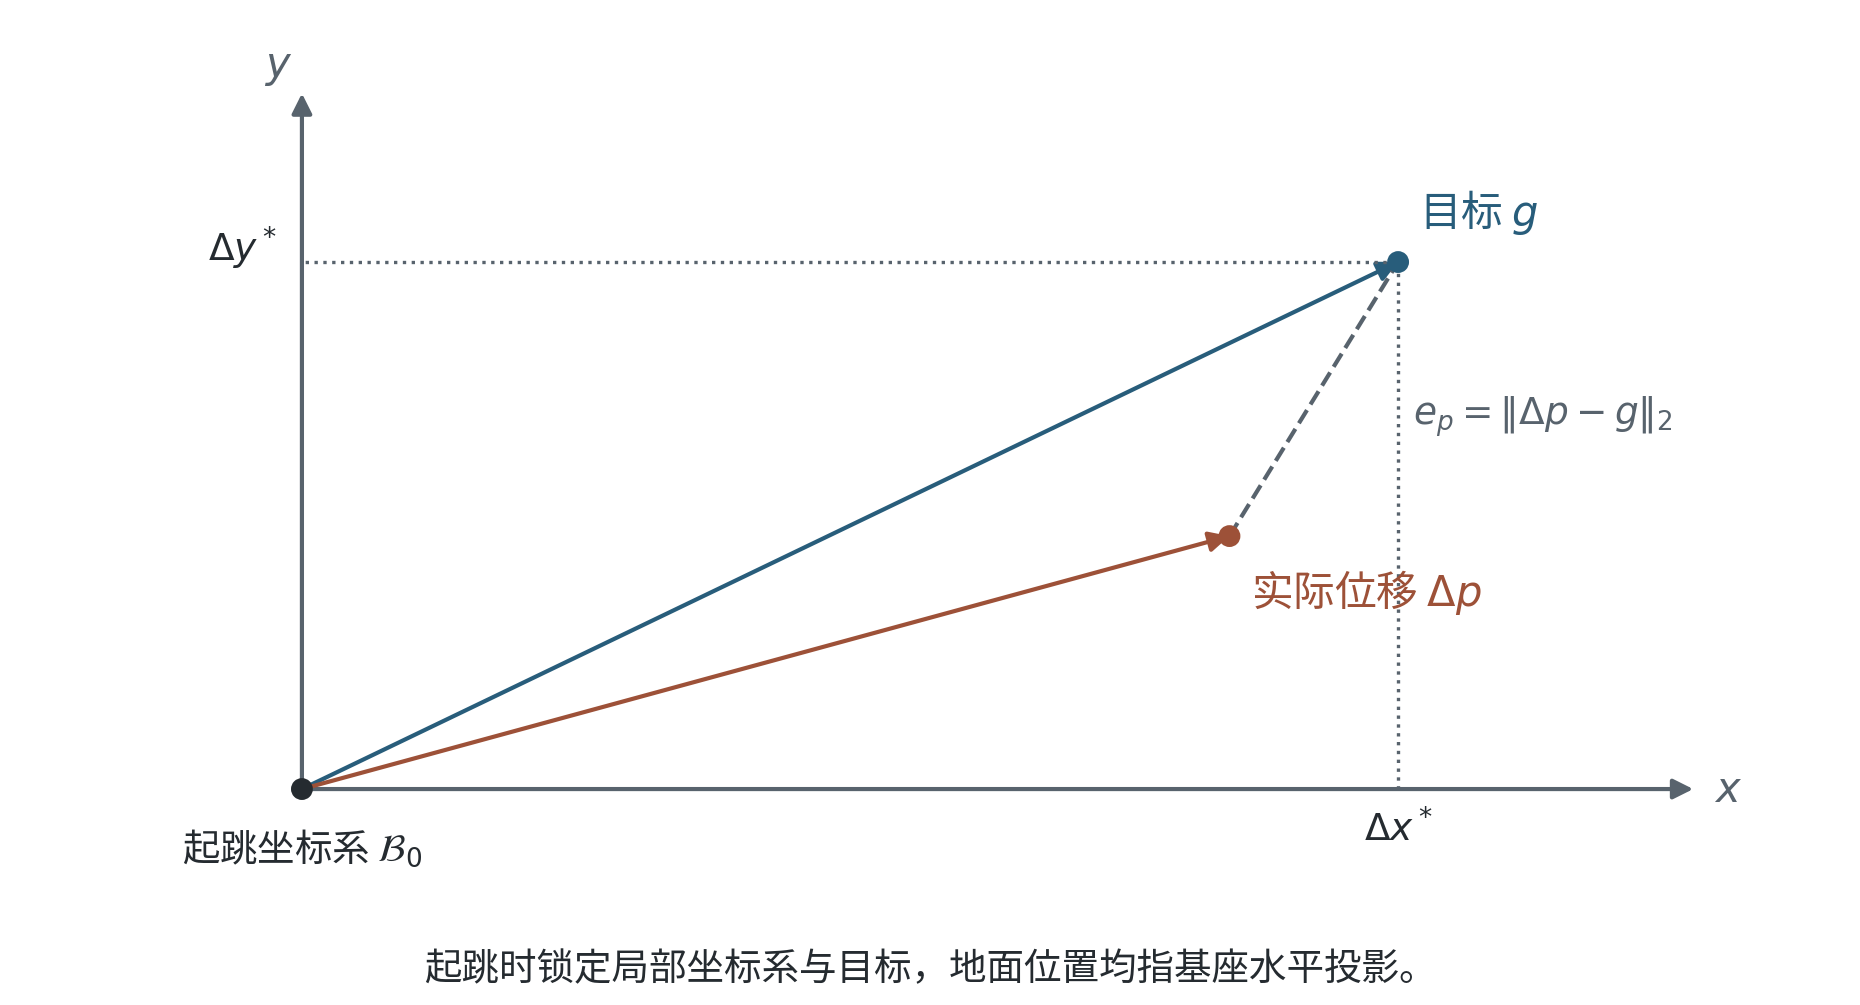 y
目标 g
Δy*
e_p = ‖Δp − g‖₂
实际位移 Δp
x
Δx*
起跳坐标系 ℬ₀
起跳时锁定局部坐标系与目标，地面位置均指基座水平投影。